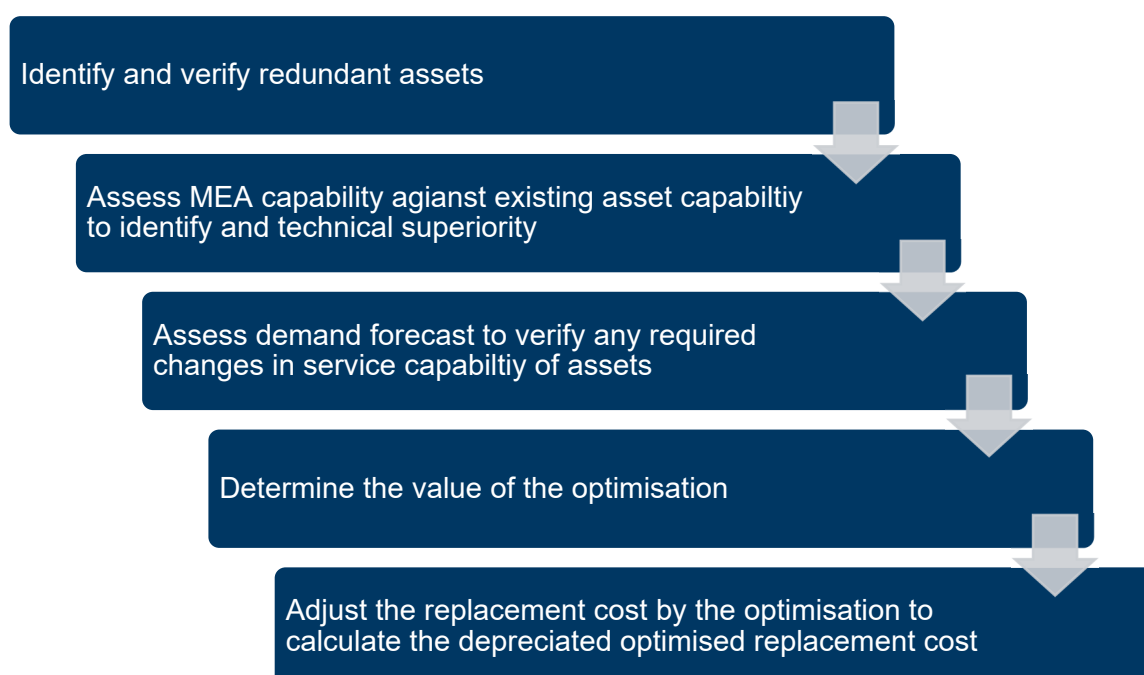 Identify and verify redundant assets
Assess MEA capability agianst existing asset capabiltiy
to identify and technical superiority
Assess demand forecast to verify any required
changes in service capabiltiy of assets
Determine the value of the optimisation
Adjust the replacement cost by the optimisation to
calculate the depreciated optimised replacement cost